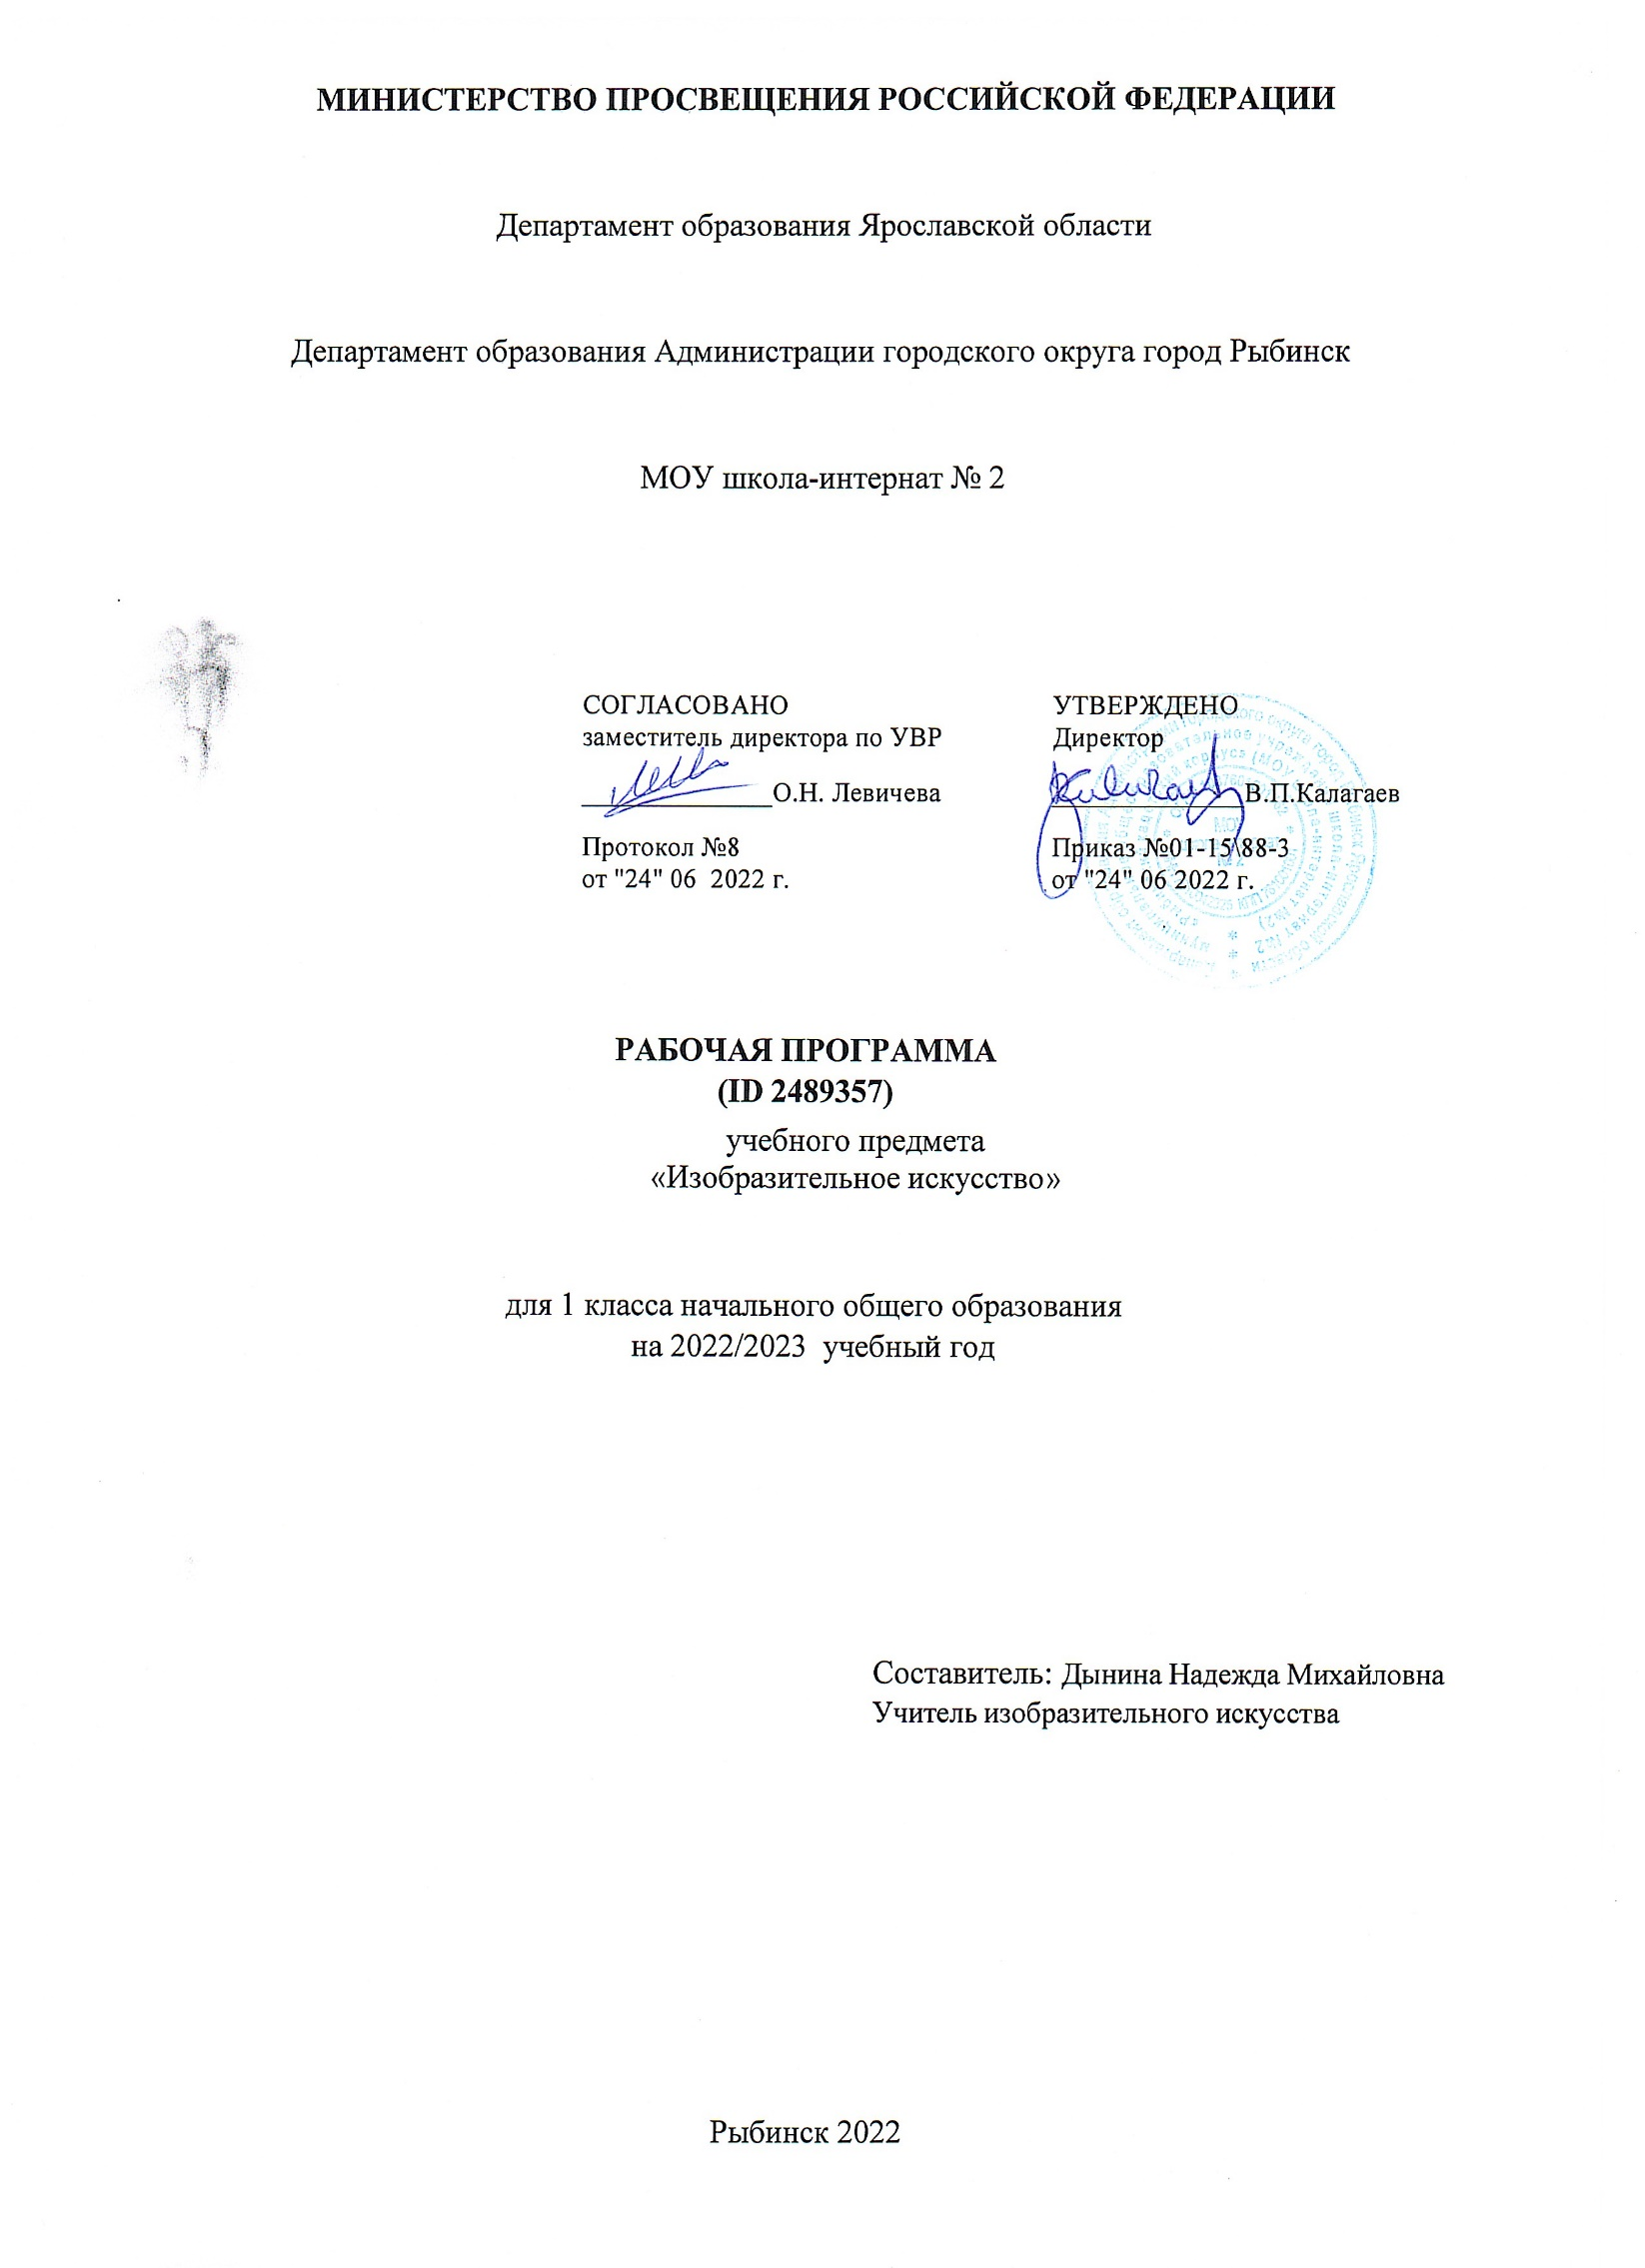 МИНИСТЕРСТВО ПРОСВЕЩЕНИЯ РОССИЙСКОЙ ФЕДЕРАЦИИ
Департамент образования Ярославской области
Департамент образования Администрации городского округа город Рыбинск
МОУ школа-интернат № 2
СОГЛАСОВАНО
заместитель директора по УВР
О.Н. Левичева
Протокол №8
от "24" 06 2022 г.
УТВЕРЖДЕНО
Директор
В.П.Калагаев
Приказ №01-15\88-3
от "24" 06 2022 г.
РАБОЧАЯ ПРОГРАММА
(ID 2489357)
учебного предмета
«Изобразительное искусство»
для 1 класса начального общего образования
на 2022/2023 учебный год
Составитель: Дынина Надежда Михайловна
Учитель изобразительного искусства
Рыбинск 2022